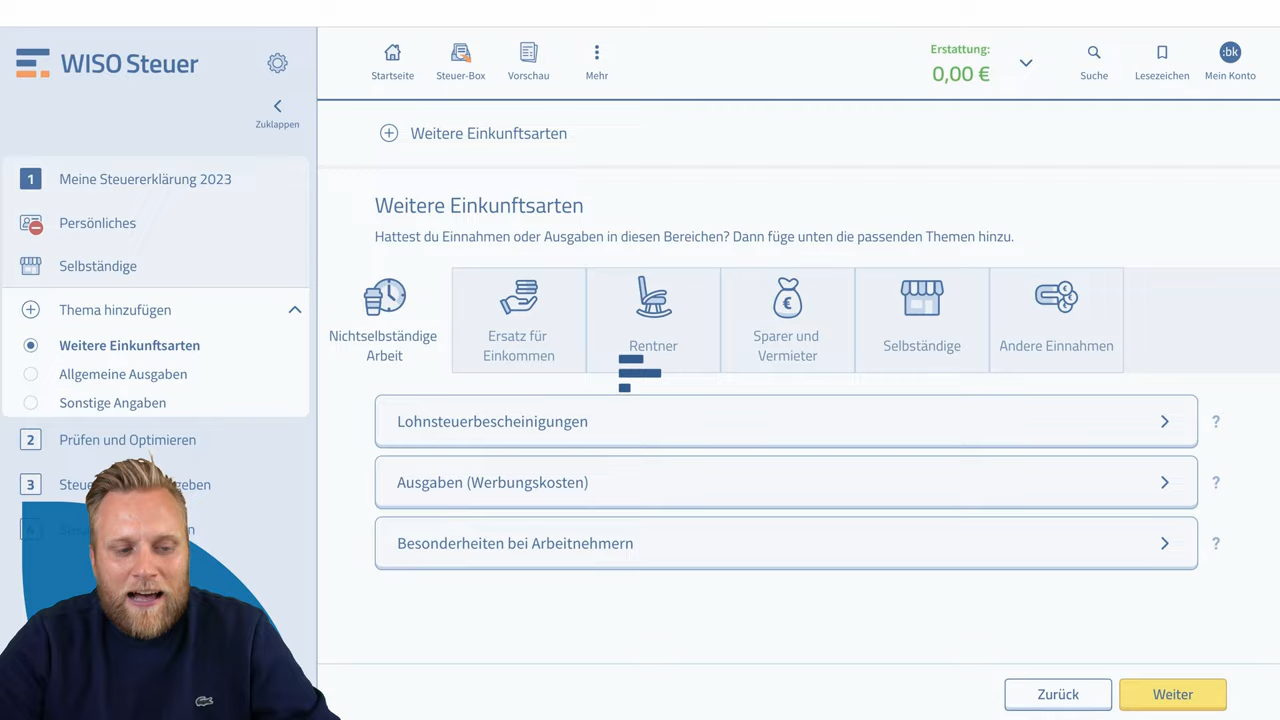 WISO Steuer
Zuklappen
1 Meine Steuererklärung 2023
Persönliches
Selbständige
Thema hinzufügen
Weitere Einkunftsarten
Allgemeine Ausgaben
Sonstige Angaben
2 Prüfen und Optimieren
3
Startseite
Steuer-Box
Vorschau
Mehr
Erstattung:
0,00 €
Suche
Lesezeichen
:bk
Mein Konto
Weitere Einkunftsarten
Weitere Einkunftsarten
Hattest du Einnahmen oder Ausgaben in diesen Bereichen? Dann füge unten die passenden Themen hinzu.
Nichtselbständige
Arbeit
Ersatz für
Einkommen
Rentner
€
Sparer und
Vermieter
Selbständige
Andere Einnahmen
Lohnsteuerbescheinigungen
?
Ausgaben (Werbungskosten)
?
Besonderheiten bei Arbeitnehmern
?
Zurück
Weiter